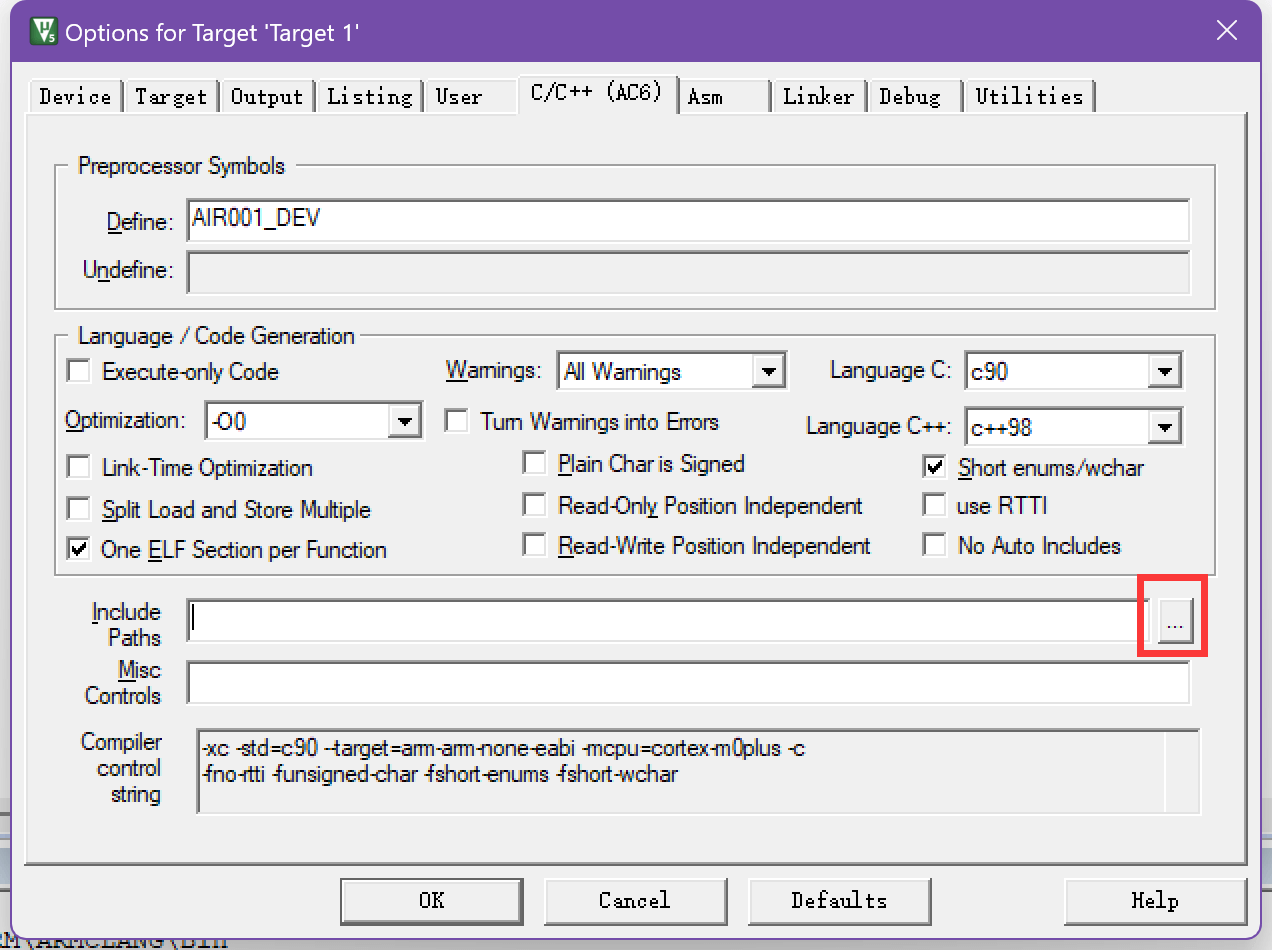 Options for Target 'Target 1'
Device Target Output Listing User C/C++ (AC6) Asm Linker Debug Utilities
Preprocessor Symbols
Define: AIR001_DEV
Undefine:
Language / Code Generation
Execute-only Code Warnings: All Warnings Language C: c90
Optimization: -O0 Turn Warnings into Errors Language C++: c++98
Link-Time Optimization Plain Char is Signed Short enums/wchar
Split Load and Store Multiple Read-Only Position Independent use RTTI
One ELF Section per Function Read-Write Position Independent No Auto Includes
Include
Paths
...
Misc
Controls
Compiler
control
string
-xc -std=c90 --target=arm-arm-none-eabi -mcpu=cortex-m0plus -c
-fno-rtti -funsigned-char -fshort-enums -fshort-wchar
OK Cancel Defaults Help